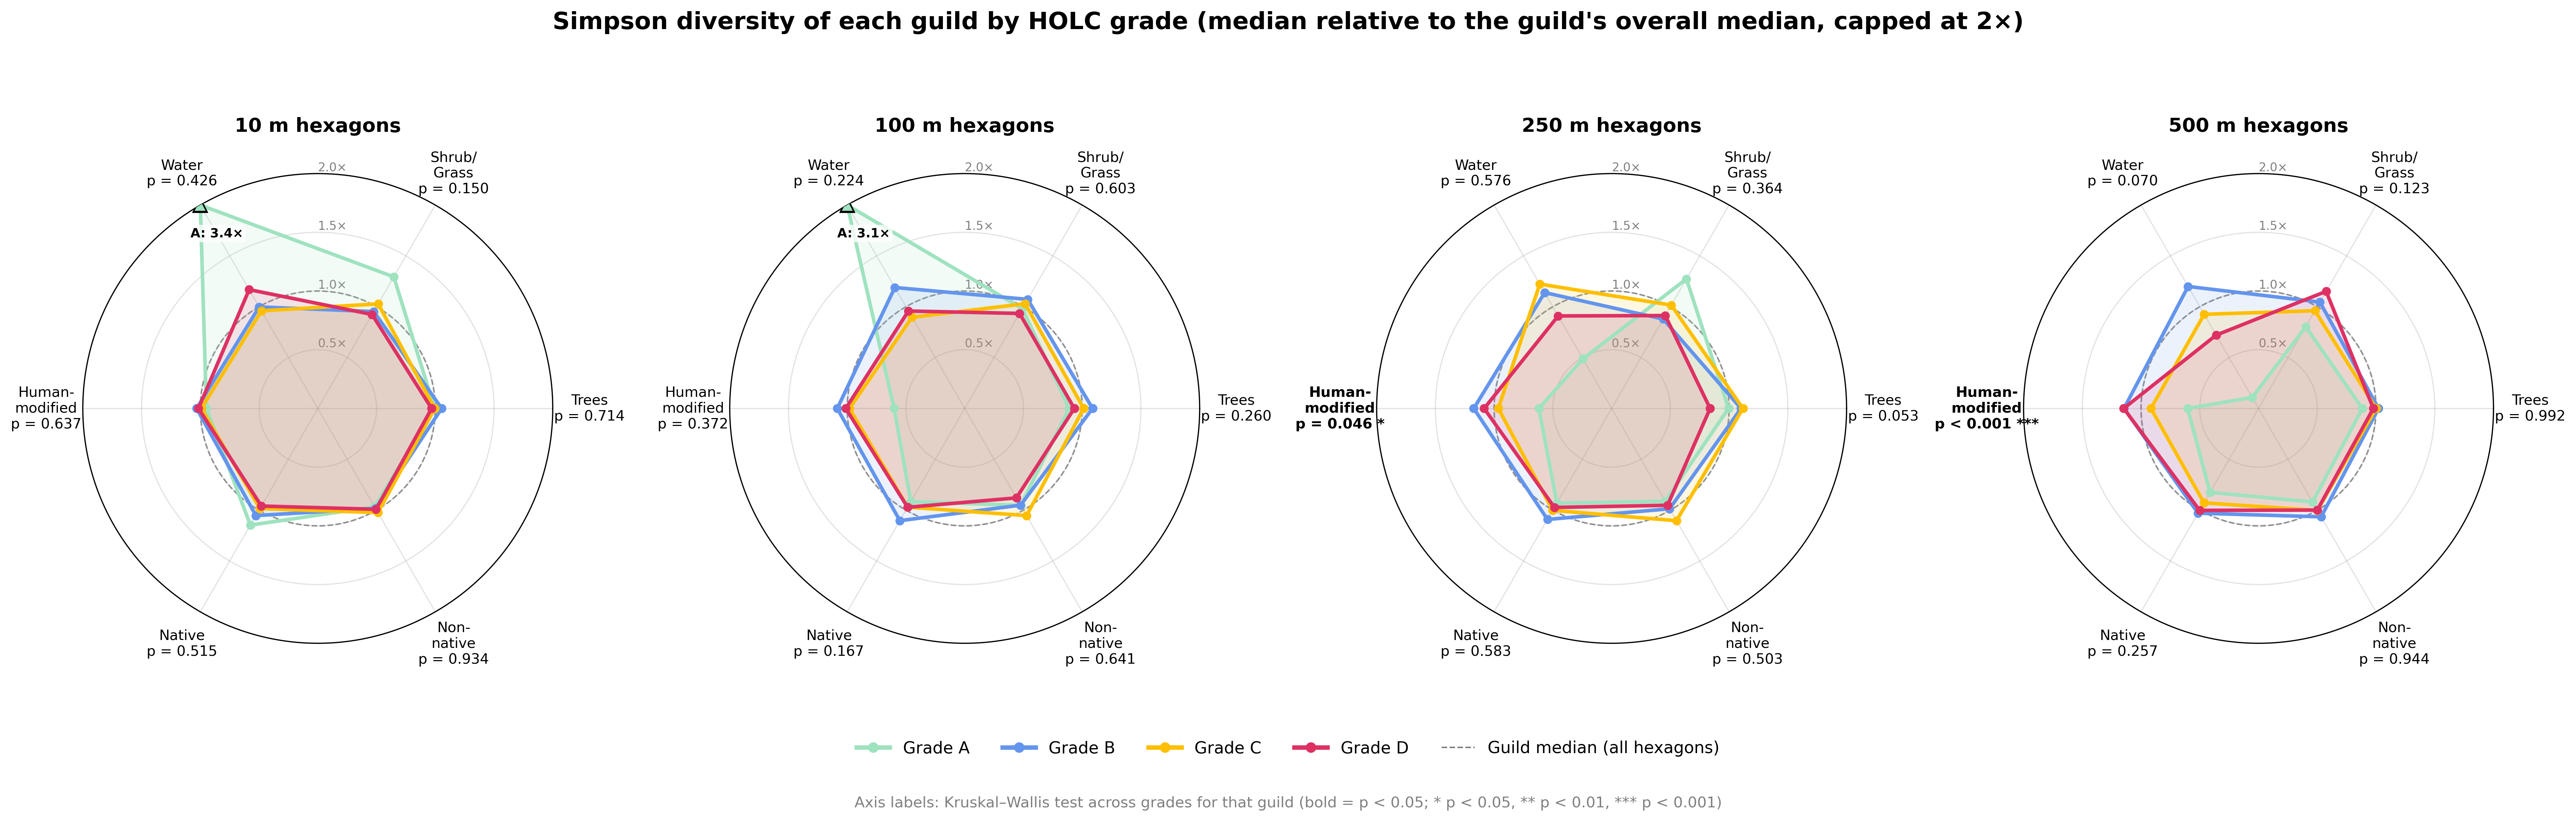 Simpson diversity of each guild by HOLC grade (median relative to the guild's overall median, capped at 2×)
10 m hexagons
Water
p = 0.426
Shrub/
Grass
p = 0.150
2.0×
1.5×
1.0×
0.5×
A: 3.4×
Human-
modified
p = 0.637
Trees
p = 0.714
Native
p = 0.515
Non-
native
p = 0.934
100 m hexagons
Water
p = 0.224
Shrub/
Grass
p = 0.603
2.0×
1.5×
1.0×
0.5×
A: 3.1×
Human-
modified
p = 0.372
Trees
p = 0.260
Native
p = 0.167
Non-
native
p = 0.641
250 m hexagons
Water
p = 0.576
Shrub/
Grass
p = 0.364
2.0×
1.5×
1.0×
0.5×
Human-
modified
p = 0.046 *
Trees
p = 0.053
Native
p = 0.583
Non-
native
p = 0.503
500 m hexagons
Water
p = 0.070
Shrub/
Grass
p = 0.123
2.0×
1.5×
1.0×
0.5×
Human-
modified
p < 0.001 ***
Trees
p = 0.992
Native
p = 0.257
Non-
native
p = 0.944
Grade A
Grade B
Grade C
Grade D
Guild median (all hexagons)
Axis labels: Kruskal–Wallis test across grades for that guild (bold = p < 0.05; * p < 0.05, ** p < 0.01, *** p < 0.001)